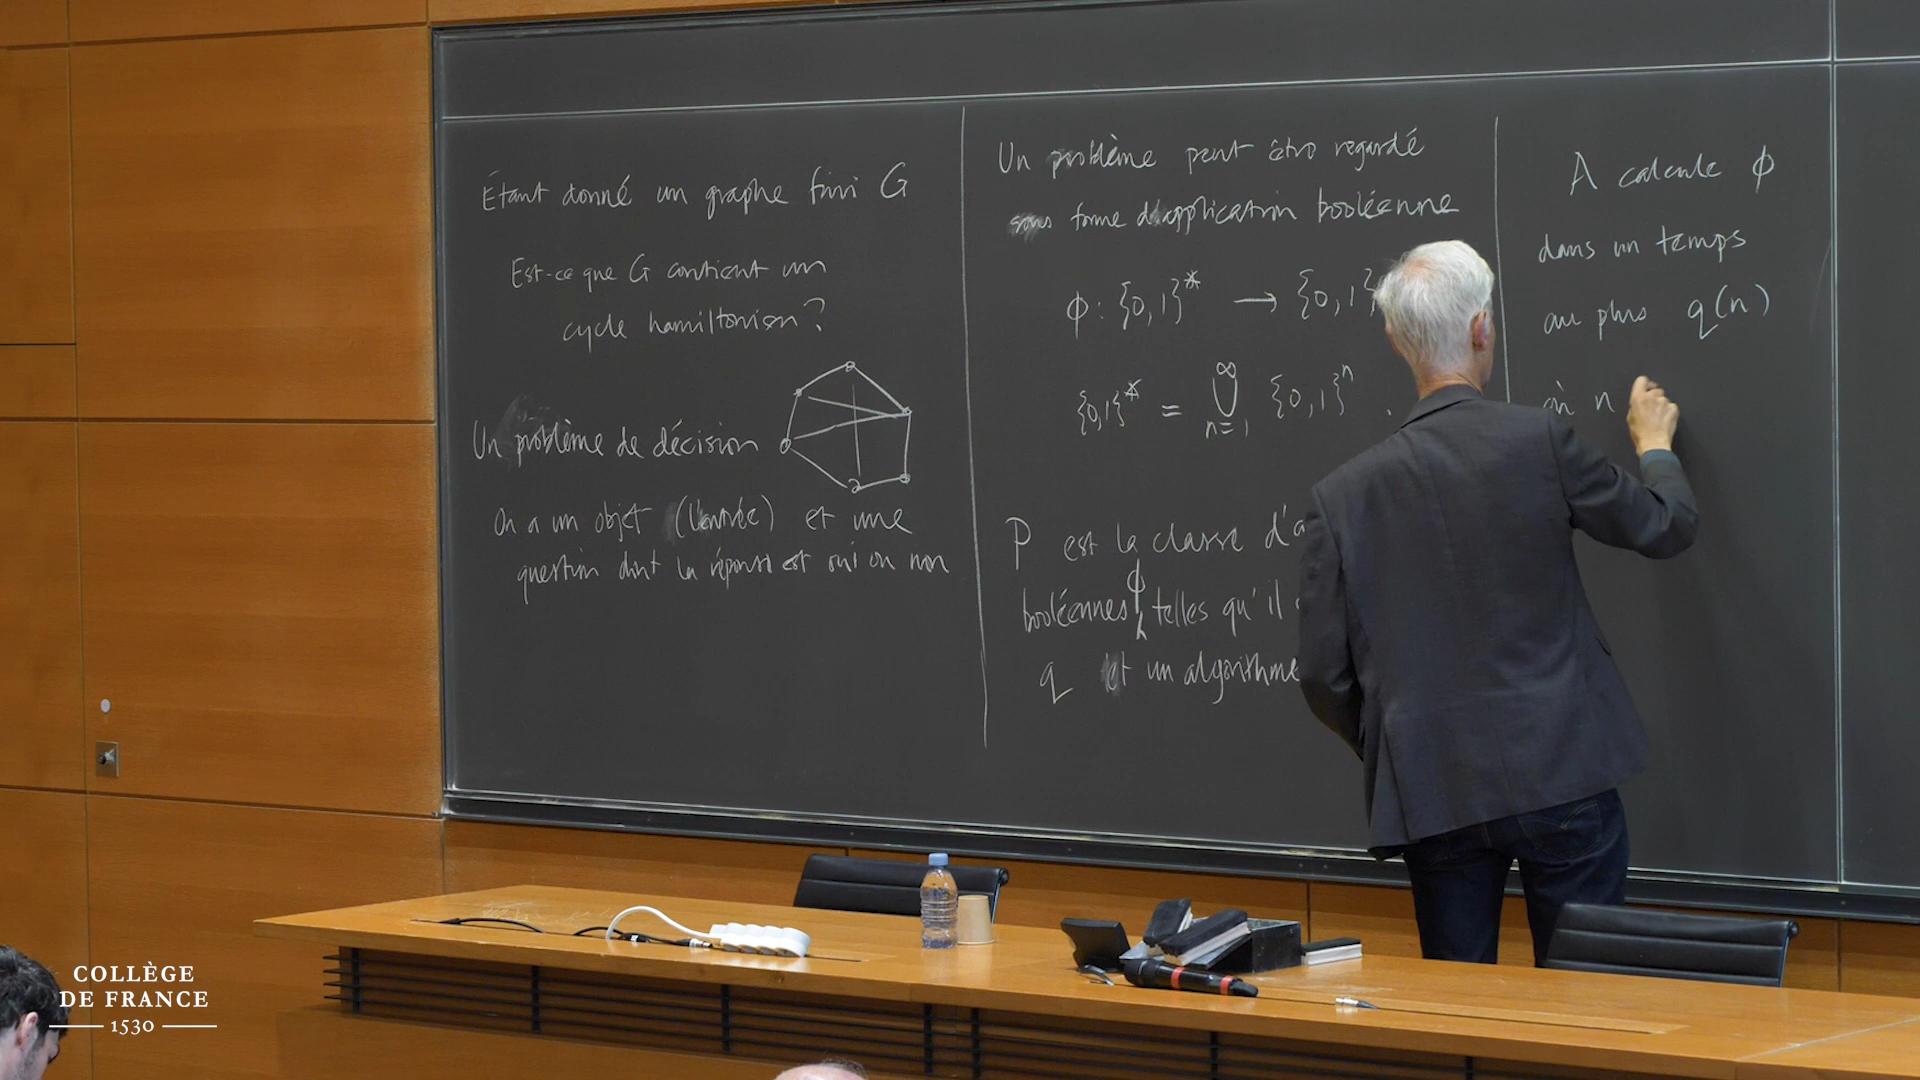 Étant donné un graphe fini G
Est-ce que G contient un
cycle hamiltonien?
Un problème de décision
On a un objet (l'entrée) et une
question dont la réponse est oui ou non
Un problème peut être regardé
sous forme d'application booléenne
ϕ : {0,1}* → {0,1}
{0,1}* = ∞ ∪ n=1 {0,1}ⁿ .
P est la classe d'a
booléennes ϕ telles qu'il
q et un algorithme
A calcule ϕ
dans un temps
au plus q(n)
où n
COLLÈGE
DE FRANCE
1530